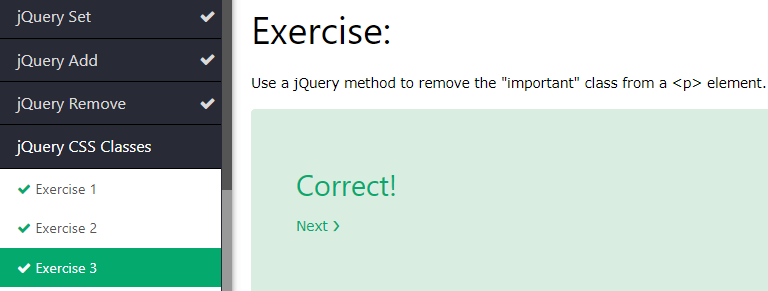 jQuery Set
jQuery Add
jQuery Remove
jQuery CSS Classes
Exercise 1
Exercise 2
Exercise 3
Exercise:
Use a jQuery method to remove the "important" class from a <p> element.
Correct!
Next ❯